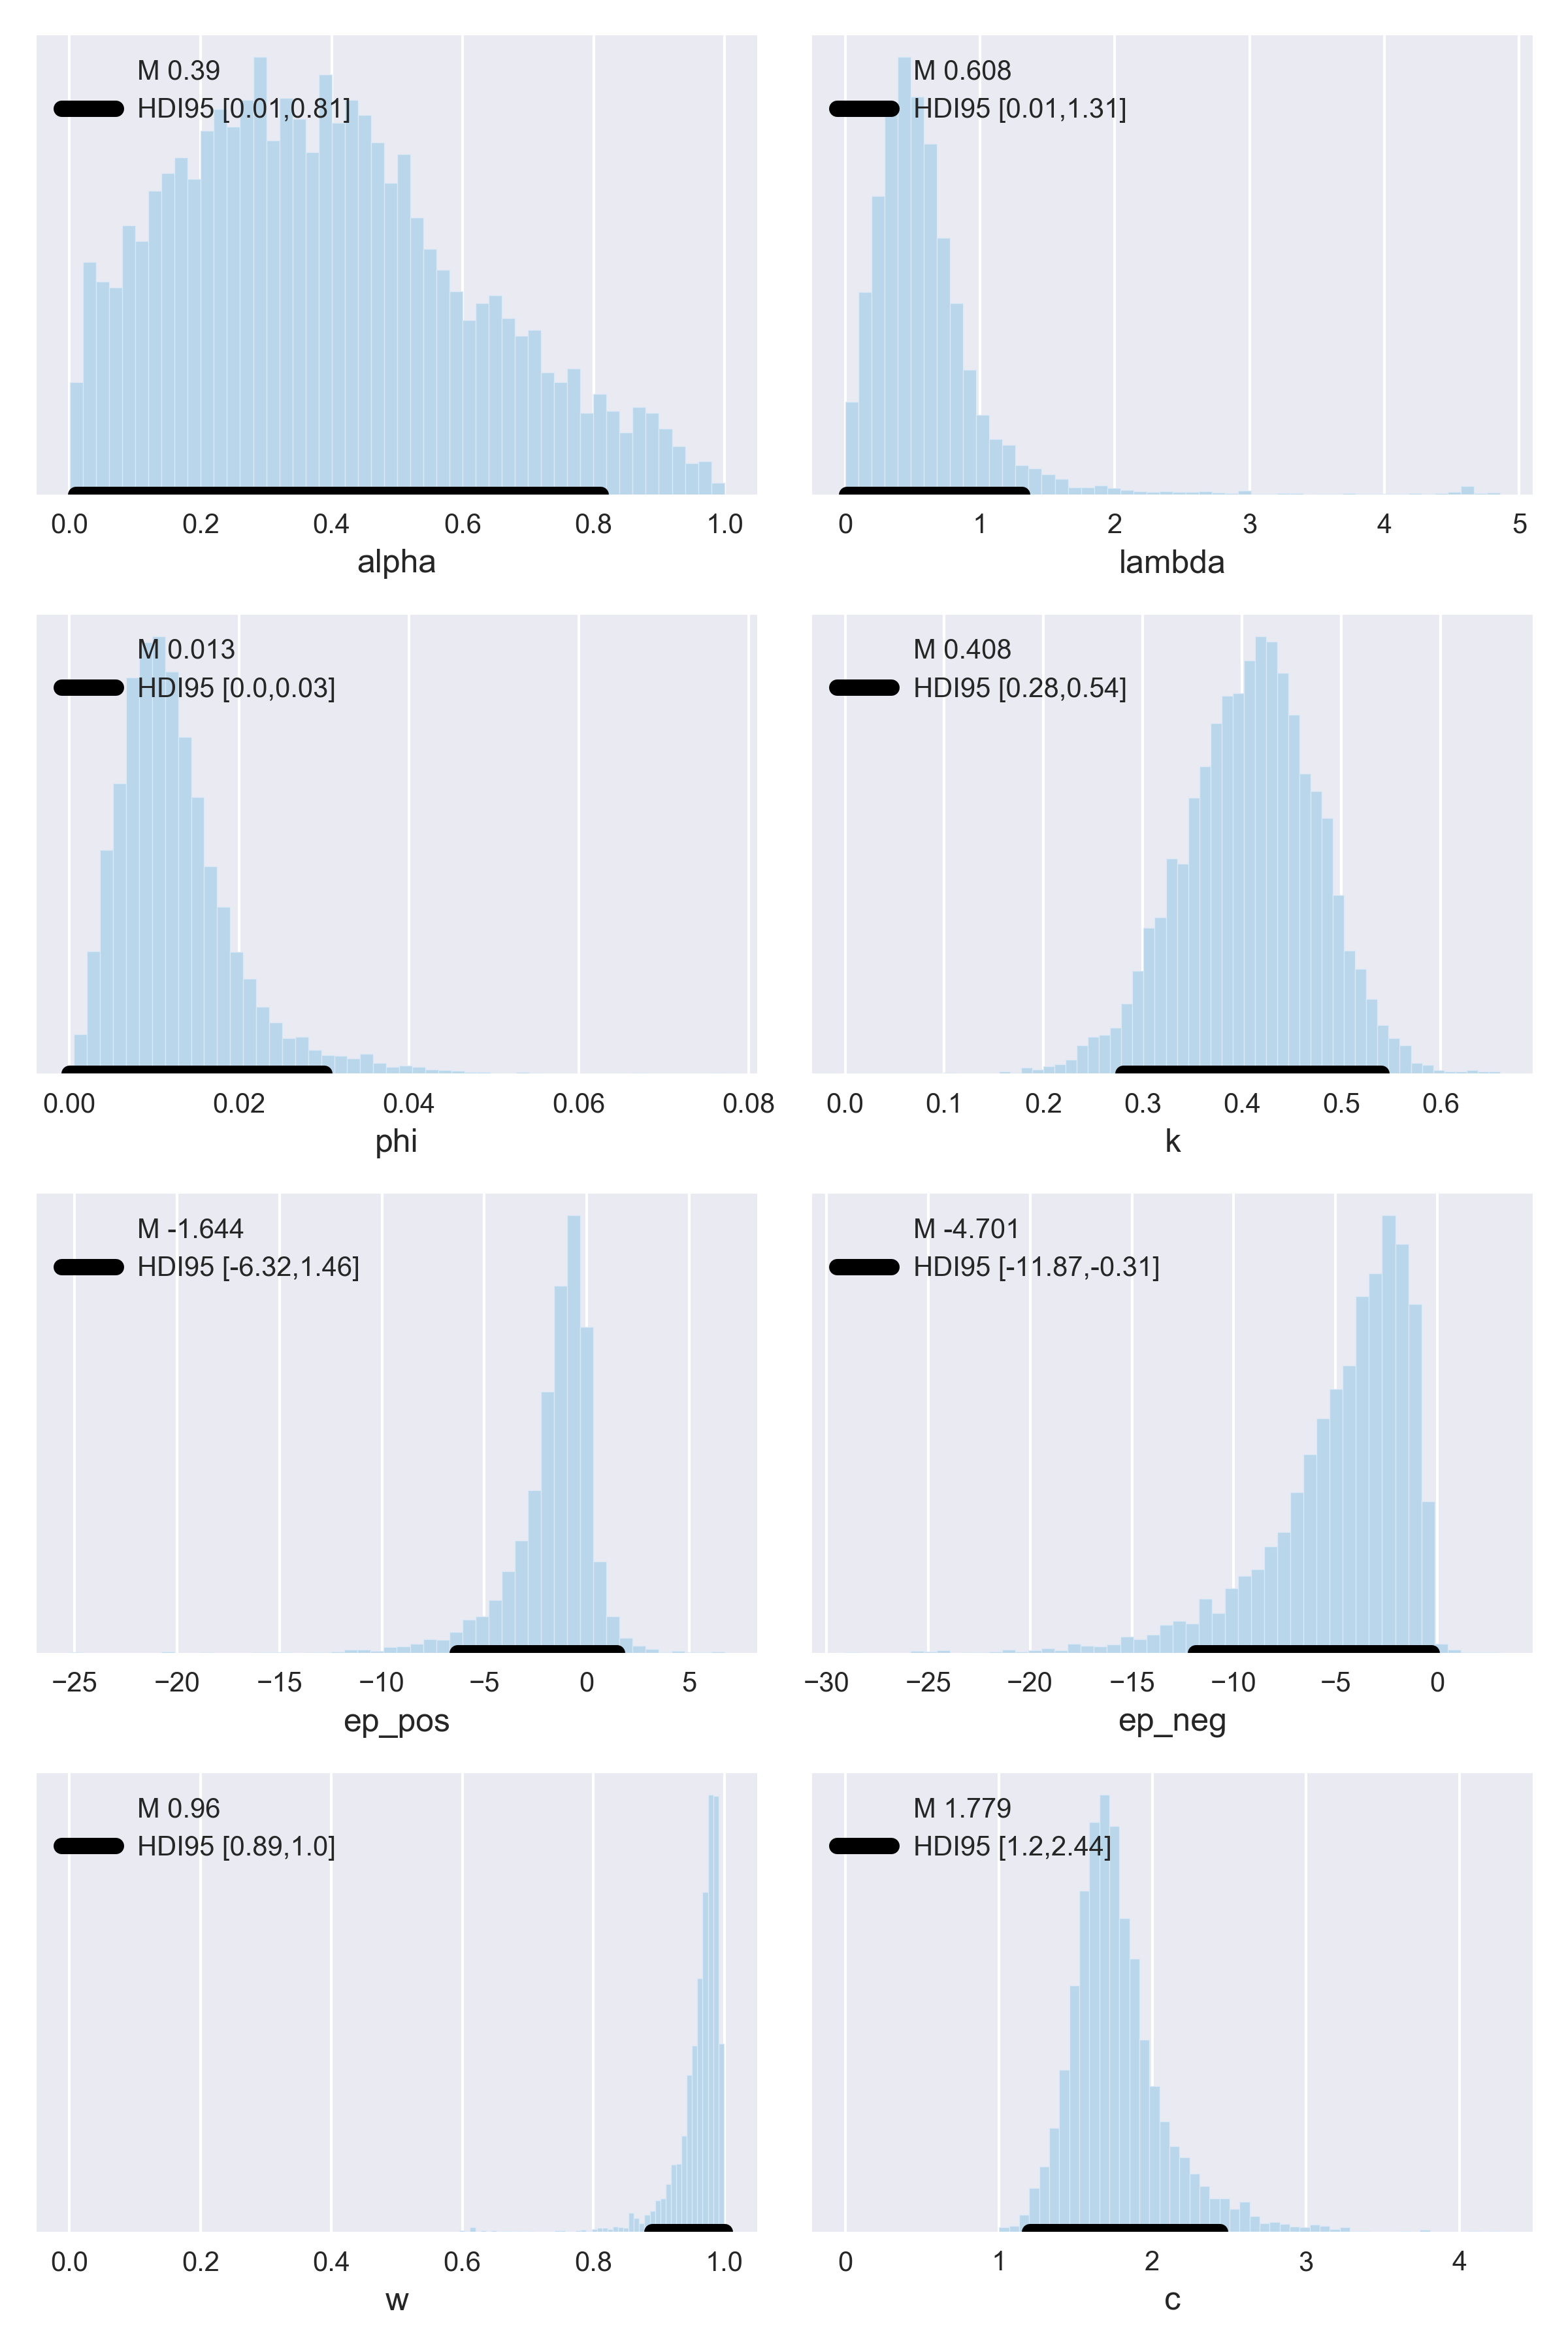 M 0.39
HDI95 [0.01,0.81]
0.0 0.2 0.4 0.6 0.8 1.0
alpha
M 0.608
HDI95 [0.01,1.31]
0 1 2 3 4 5
lambda
M 0.013
HDI95 [0.0,0.03]
0.00 0.02 0.04 0.06 0.08
phi
M 0.408
HDI95 [0.28,0.54]
0.0 0.1 0.2 0.3 0.4 0.5 0.6
k
M -1.644
HDI95 [-6.32,1.46]
−25 −20 −15 −10 −5 0 5
ep_pos
M -4.701
HDI95 [-11.87,-0.31]
−30 −25 −20 −15 −10 −5 0
ep_neg
M 0.96
HDI95 [0.89,1.0]
0.0 0.2 0.4 0.6 0.8 1.0
w
M 1.779
HDI95 [1.2,2.44]
0 1 2 3 4
c